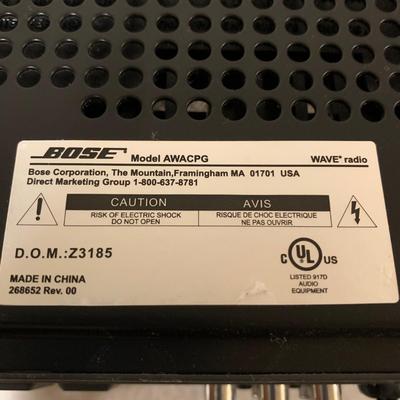 BOSE® Model AWACPG WAVE® radio
Bose Corporation, The Mountain,Framingham MA 01701 USA
Direct Marketing Group 1-800-637-8781
CAUTION AVIS
RISK OF ELECTRIC SHOCK RISQUE DE CHOC ELECTRIQUE
DO NOT OPEN NE PAS OUVRIR
D.O.M.:Z3185
C UL US
®
LISTED 917D
AUDIO
EQUIPMENT
MADE IN CHINA
268652 Rev. 00